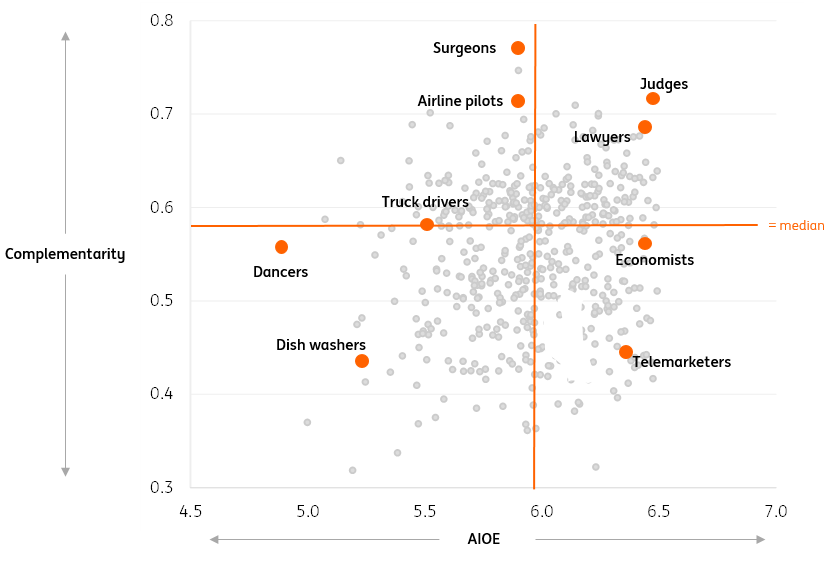 0.8
Surgeons
Judges
Airline pilots
0.7
Lawyers
Truck drivers
0.6
= median
Complementarity
Economists
Dancers
0.5
Dish washers
Telemarketers
0.4
0.3
4.5 5.0 5.5 6.0 6.5 7.0
AIOE